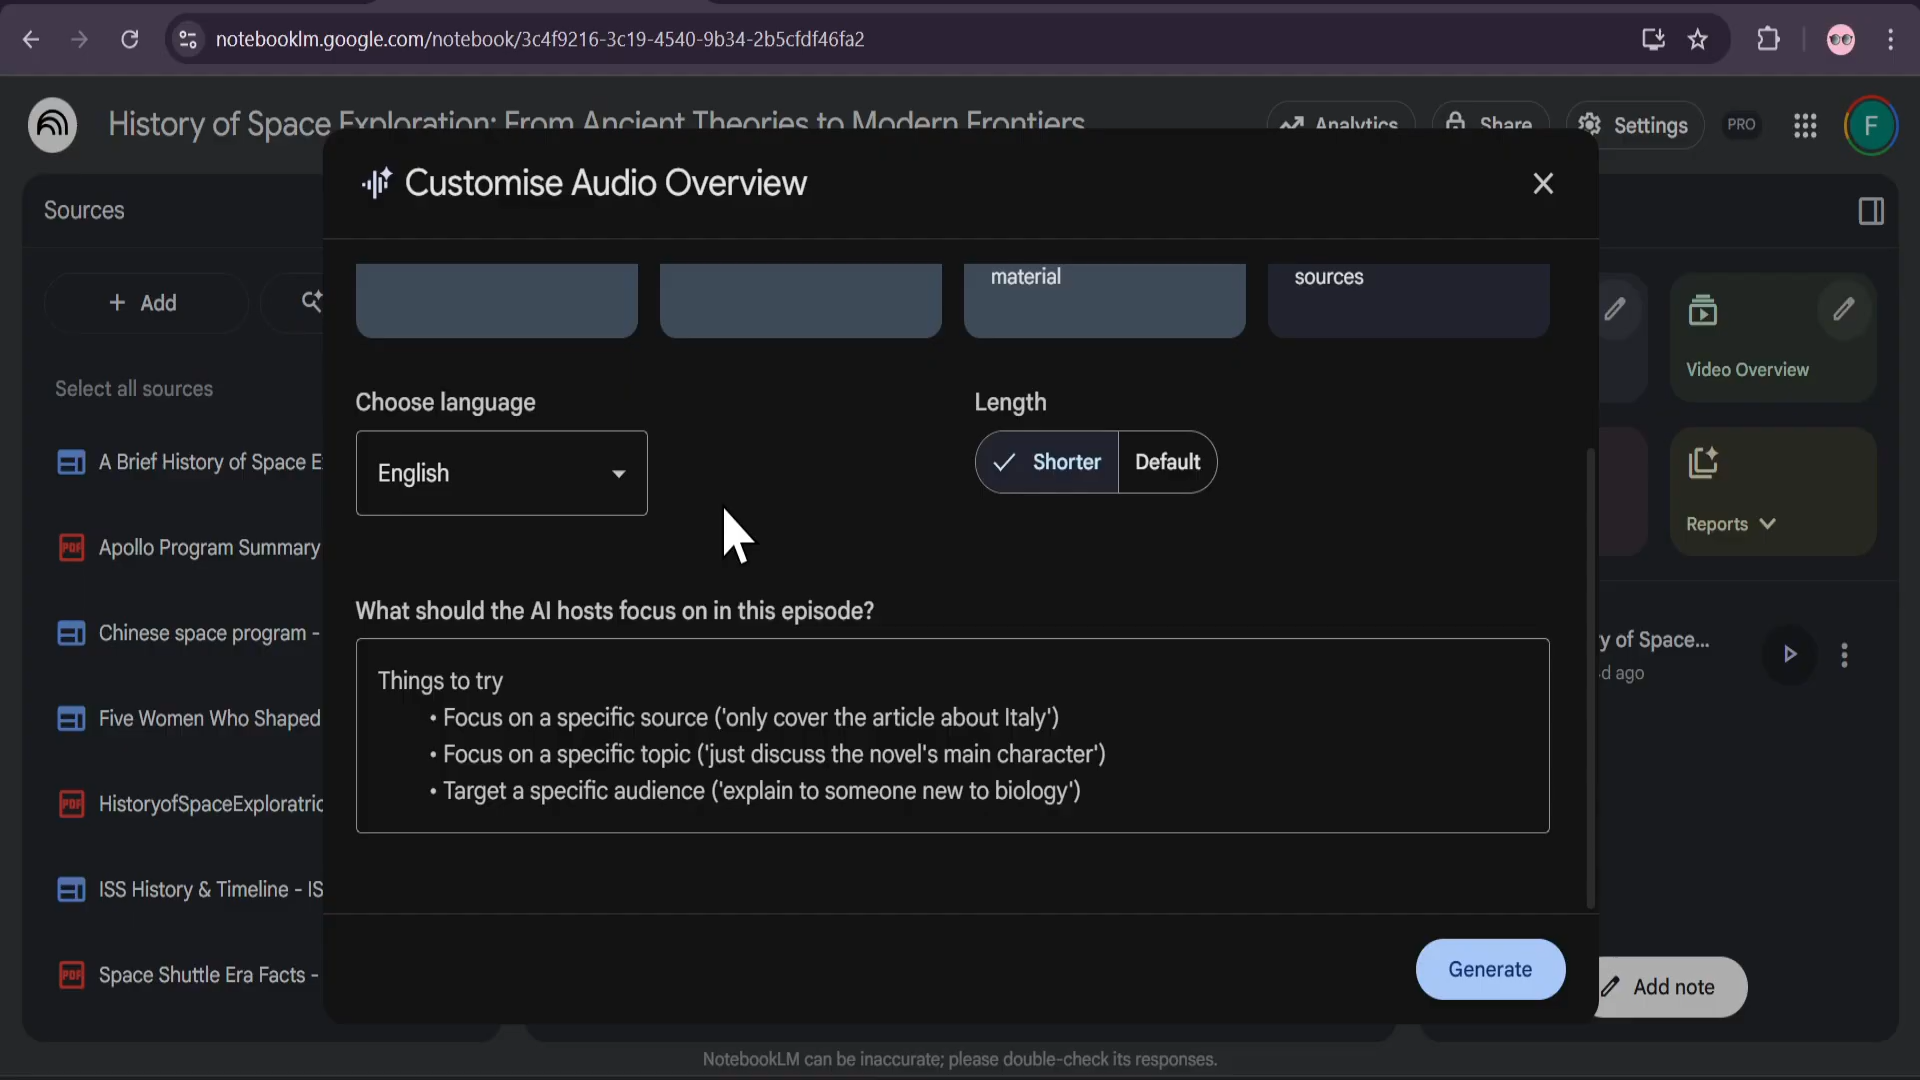 notebooklm.google.com/notebook/3c4f9216-3c19-4540-9b34-2b5cfdf46fa2
History of Space Exploration: From Ancient Theories to Modern Frontiers
Analytics
Share
Settings
PRO
F
Customise Audio Overview
Sources
material
sources
+ Add
Video Overview
Select all sources
Choose language
Length
English
Shorter
Default
A Brief History of Space E
Reports
Apollo Program Summary
What should the AI hosts focus on in this episode?
Chinese space program -
y of Space...
d ago
Things to try
• Focus on a specific source ('only cover the article about Italy')
• Focus on a specific topic ('just discuss the novel's main character')
• Target a specific audience ('explain to someone new to biology')
Five Women Who Shaped
PDF HistoryofSpaceExploratric
ISS History & Timeline - IS
PDF Space Shuttle Era Facts -
Generate
Add note
NotebookLM can be inaccurate; please double-check its responses.